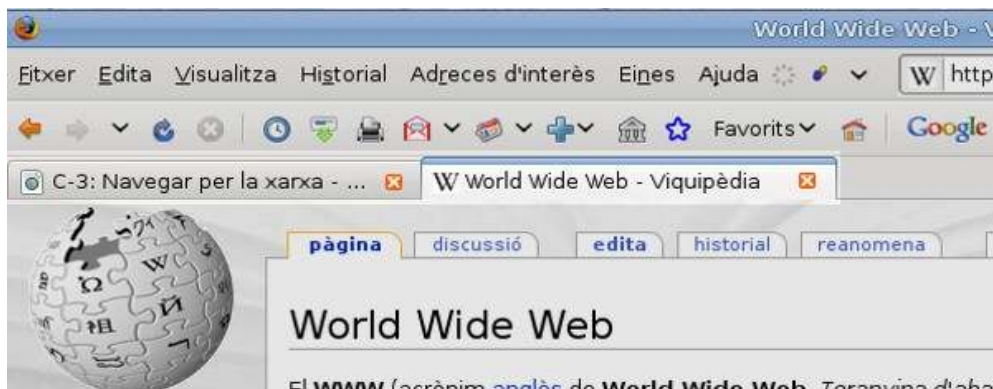 World Wide Web -
Fitxer Edita Visualitza Historial Adreces d'interès Eines Ajuda W http
Favorits Google
C-3: Navegar per la xarxa - ... W World Wide Web - Viquipèdia
pàgina discussió edita historial reanomena
World Wide Web
El WWW (acrònim anglès de World Wide Web, Teranyina d'aba